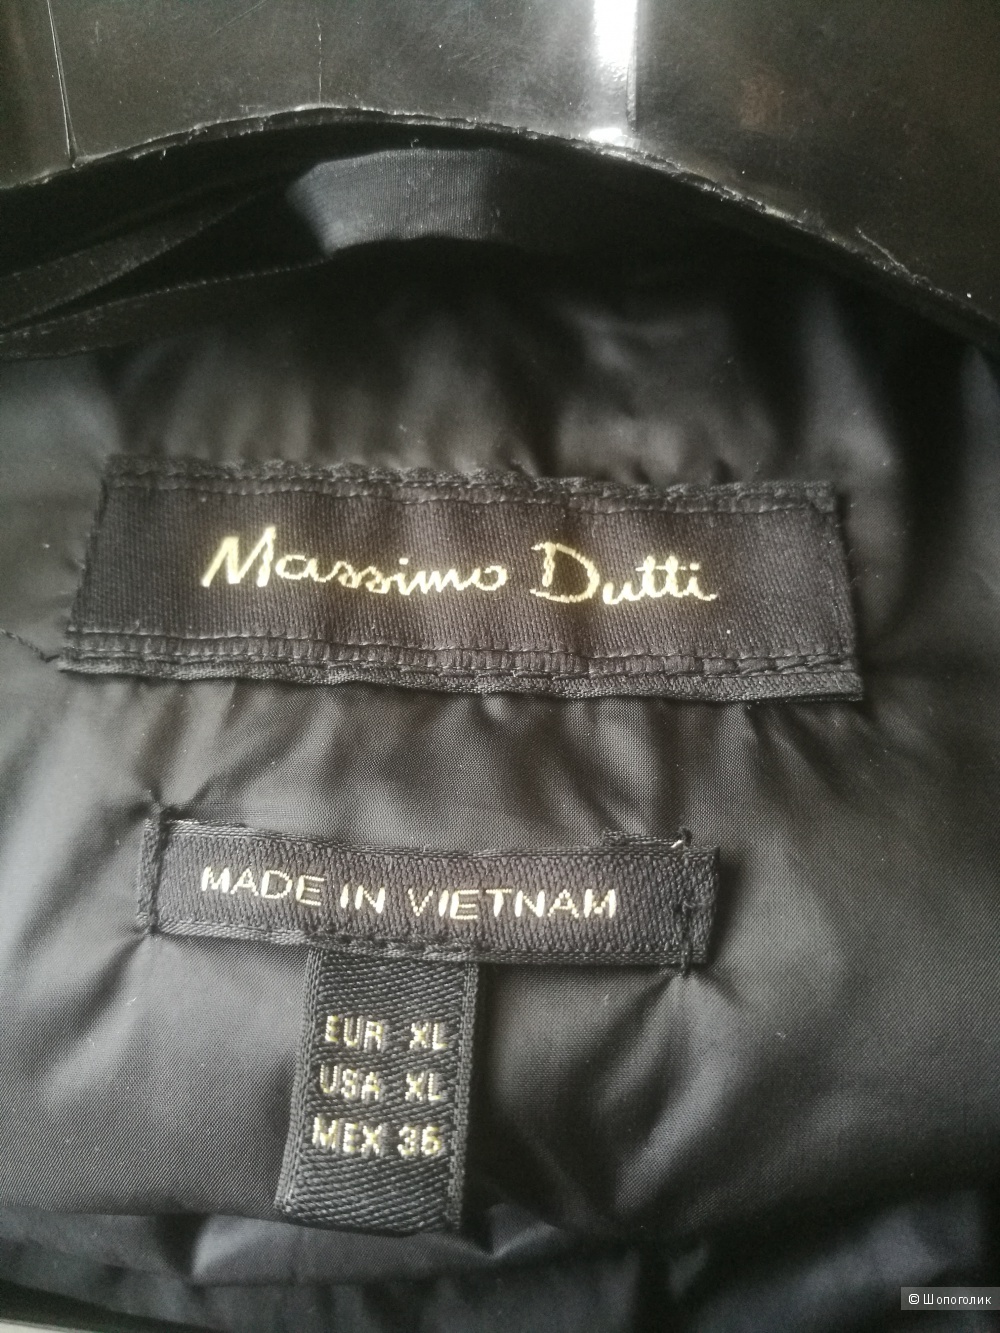 Massimo Dutti
MADE IN VIETNAM
EUR XL
USA XL
MEX 36
© Шопоголик